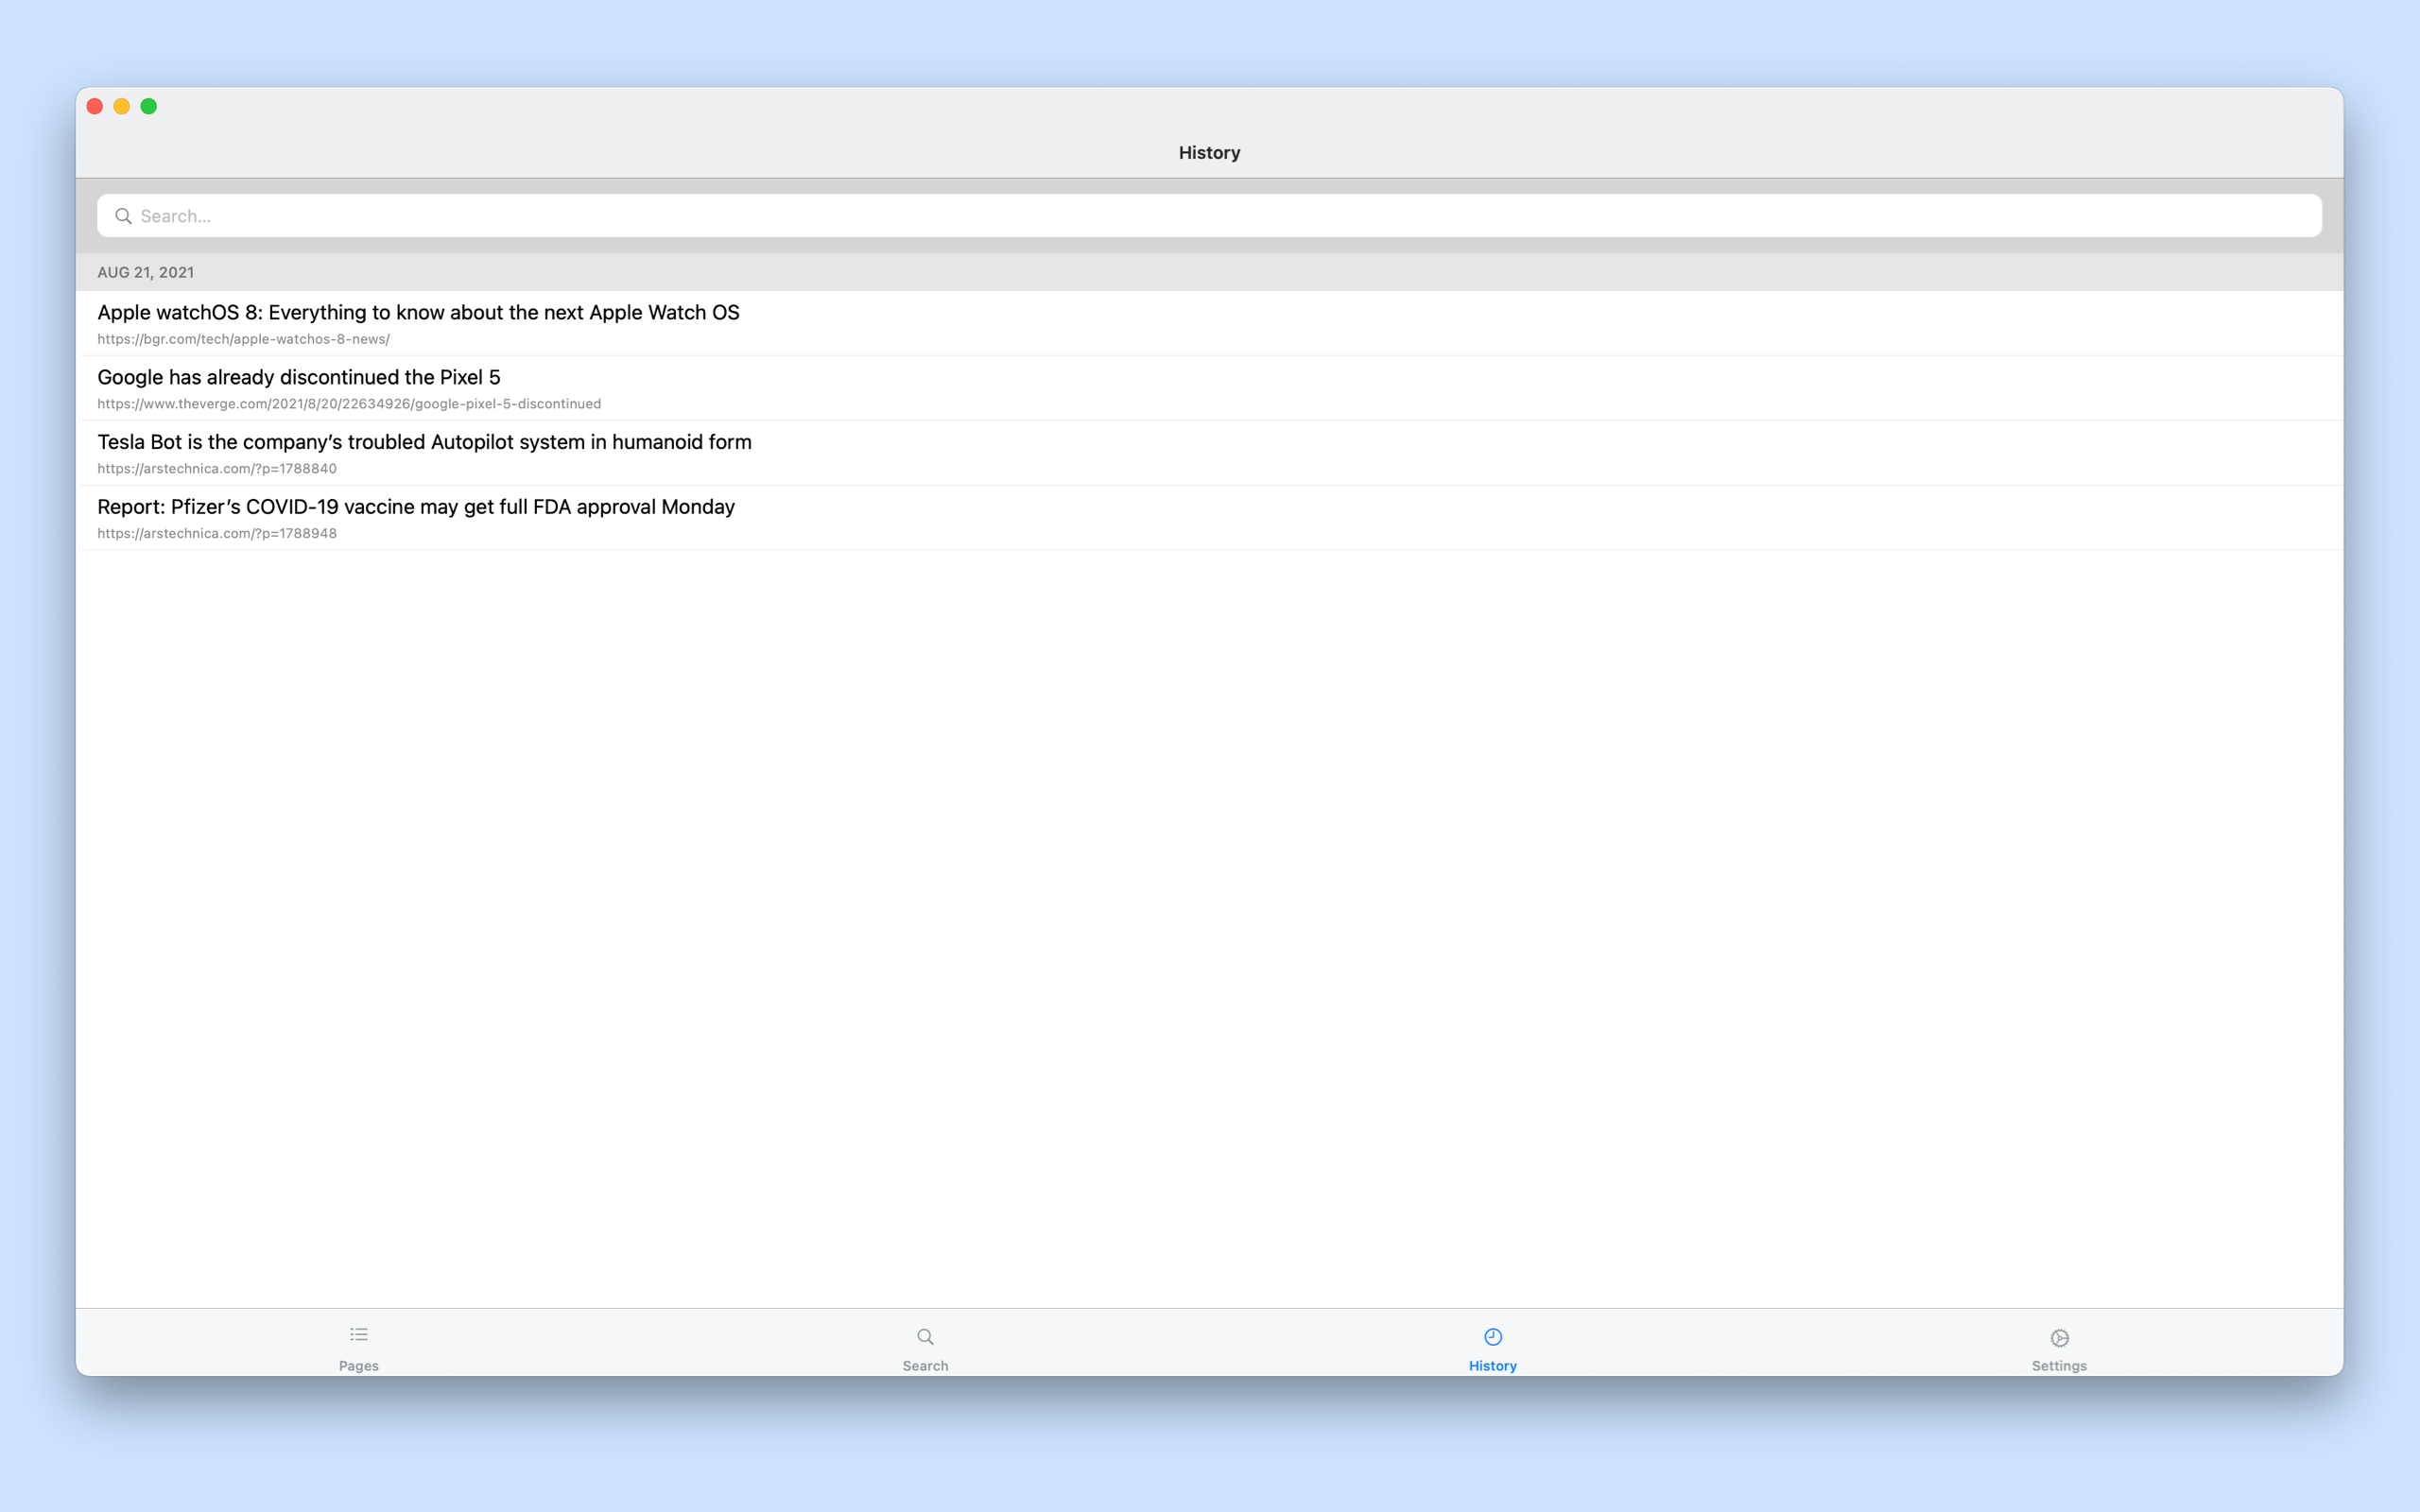 History
Search...
AUG 21, 2021
Apple watchOS 8: Everything to know about the next Apple Watch OS
https://bgr.com/tech/apple-watchos-8-news/
Google has already discontinued the Pixel 5
https://www.theverge.com/2021/8/20/22634926/google-pixel-5-discontinued
Tesla Bot is the company’s troubled Autopilot system in humanoid form
https://arstechnica.com/?p=1788840
Report: Pfizer’s COVID-19 vaccine may get full FDA approval Monday
https://arstechnica.com/?p=1788948
Pages
Search
History
Settings